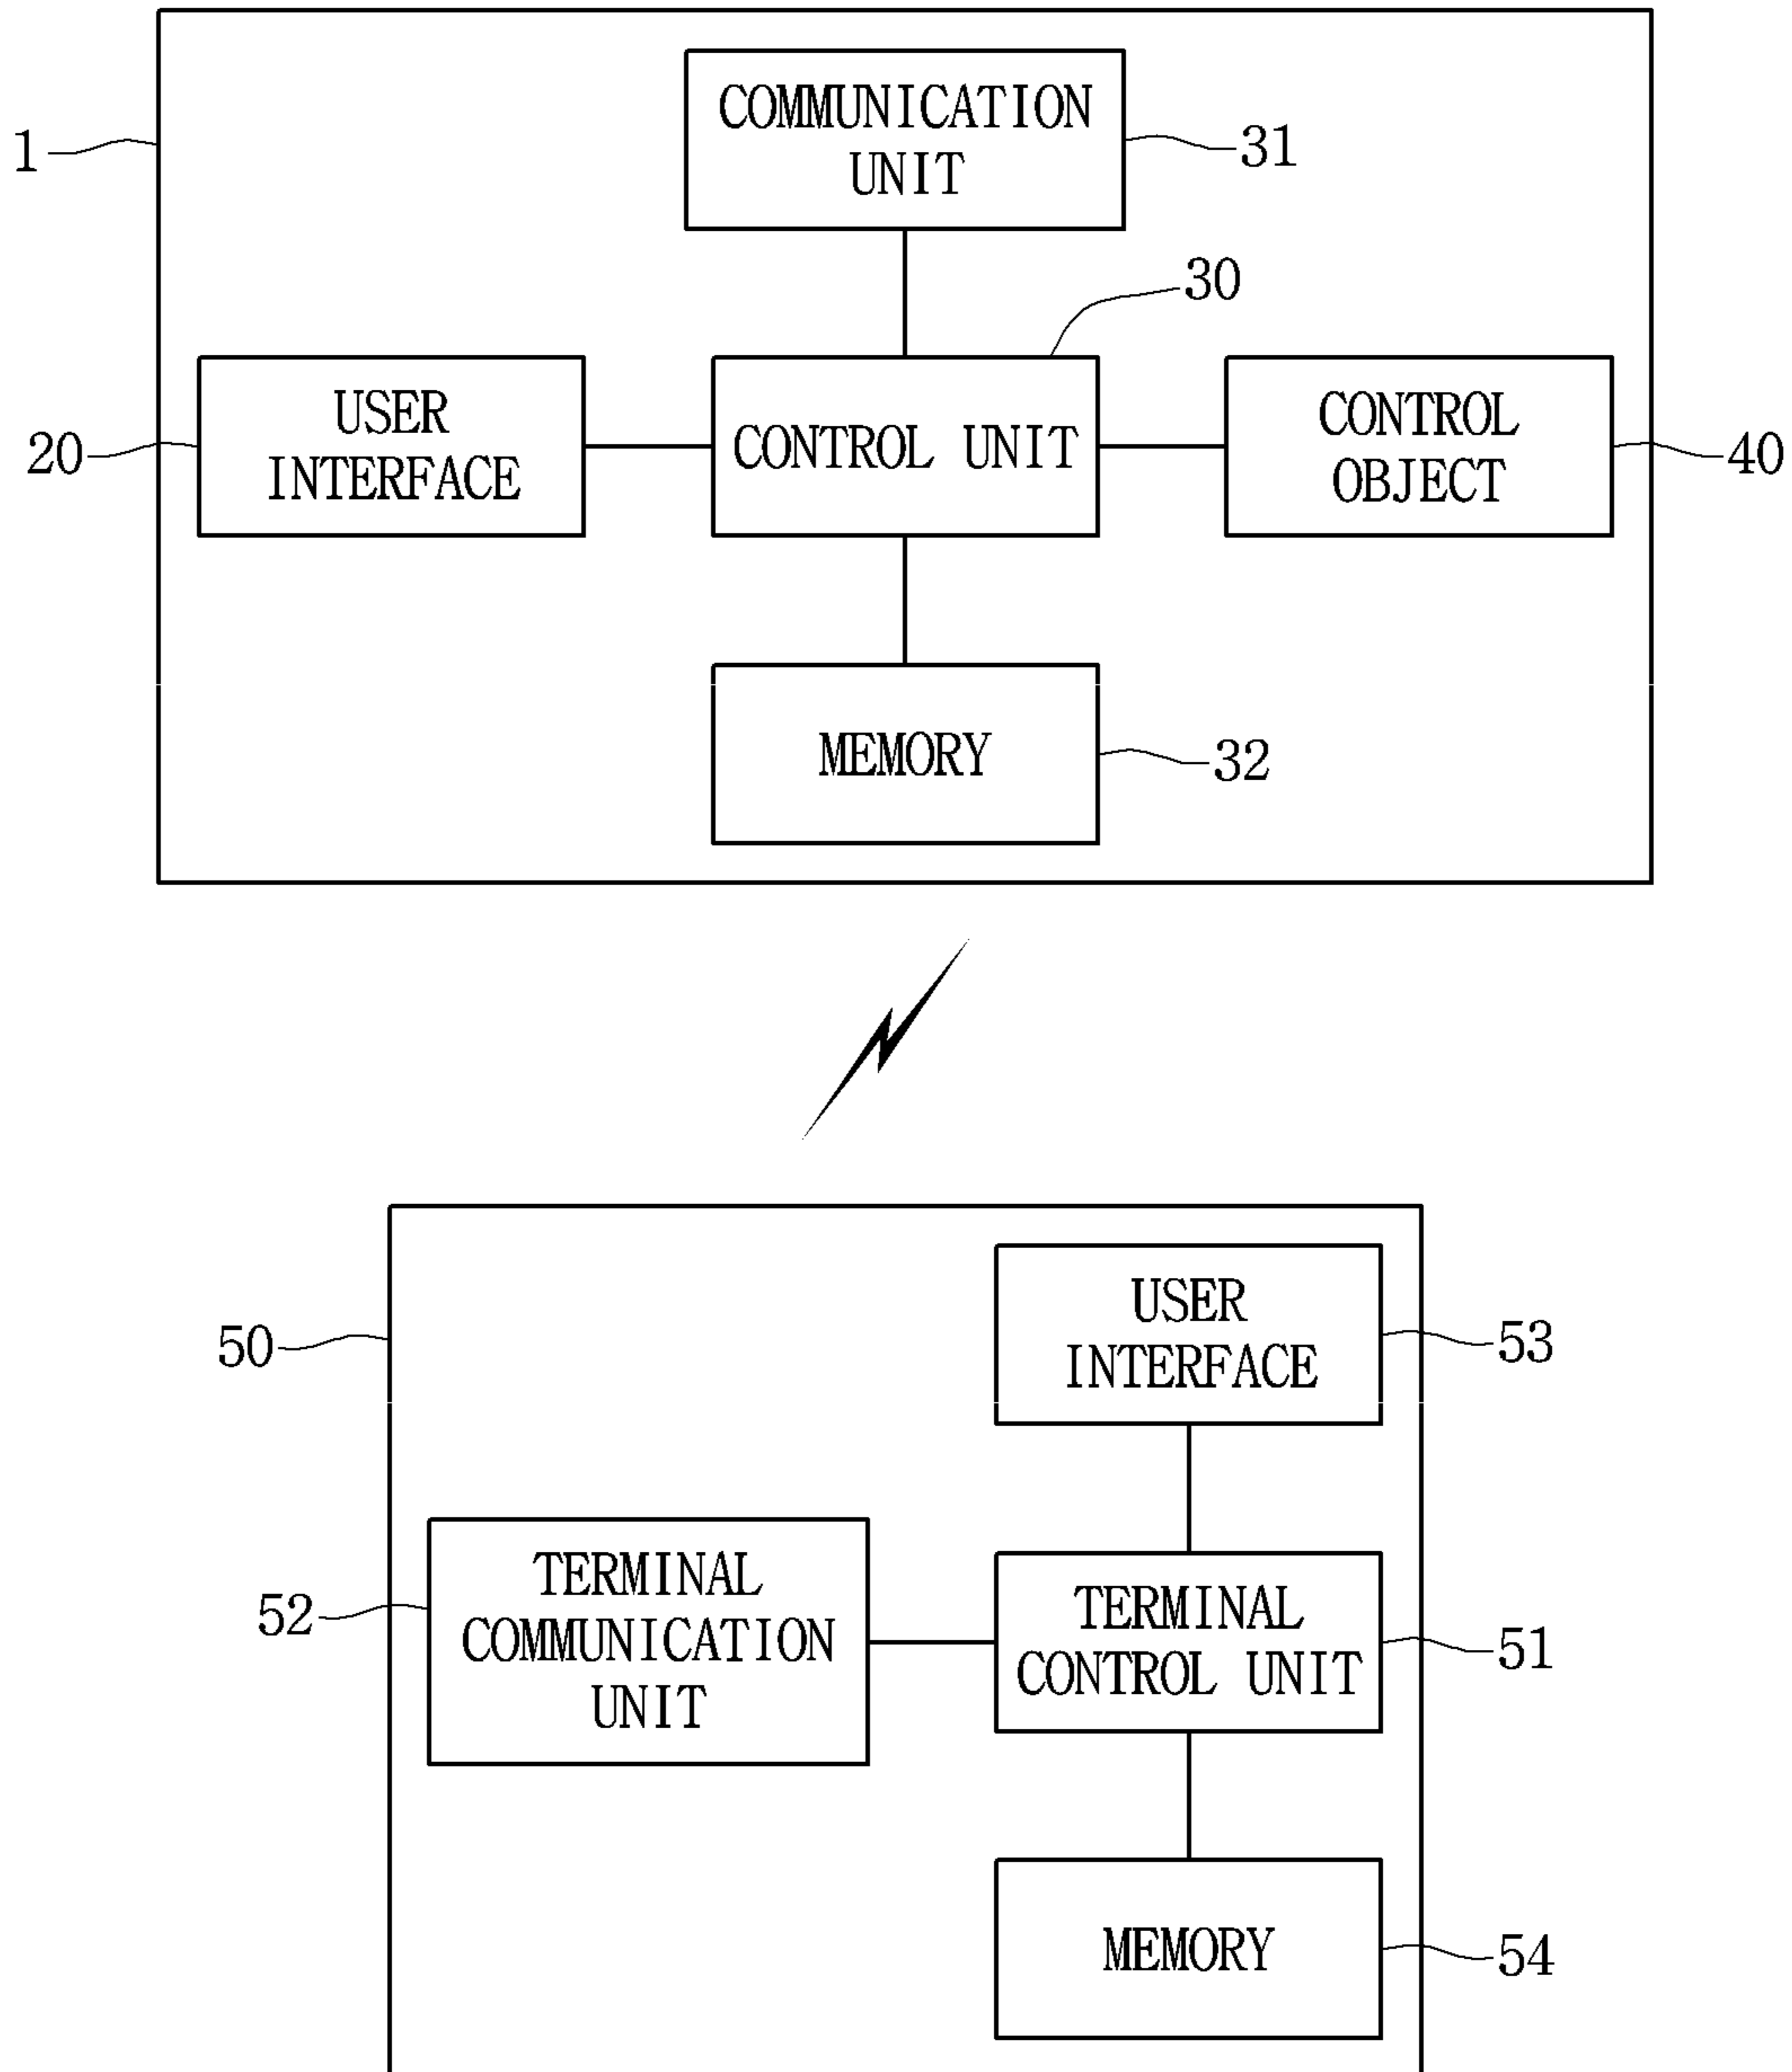 COMMUNICATION
UNIT
1
31
30
USER
INTERFACE
20
CONTROL UNIT
CONTROL
OBJECT
40
MEMORY
32
USER
INTERFACE
50
53
TERMINAL
COMMUNICATION
UNIT
52
TERMINAL
CONTROL UNIT
51
MEMORY
54